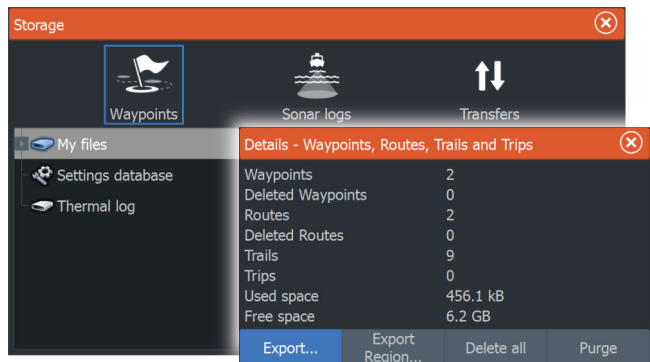 Storage
Waypoints
Sonar logs
Transfers
My files
Settings database
Thermal log
Details - Waypoints, Routes, Trails and Trips
Waypoints 2
Deleted Waypoints 0
Routes 2
Deleted Routes 0
Trails 9
Trips 0
Used space 456.1 kB
Free space 6.2 GB
Export...
Export
Region...
Delete all
Purge